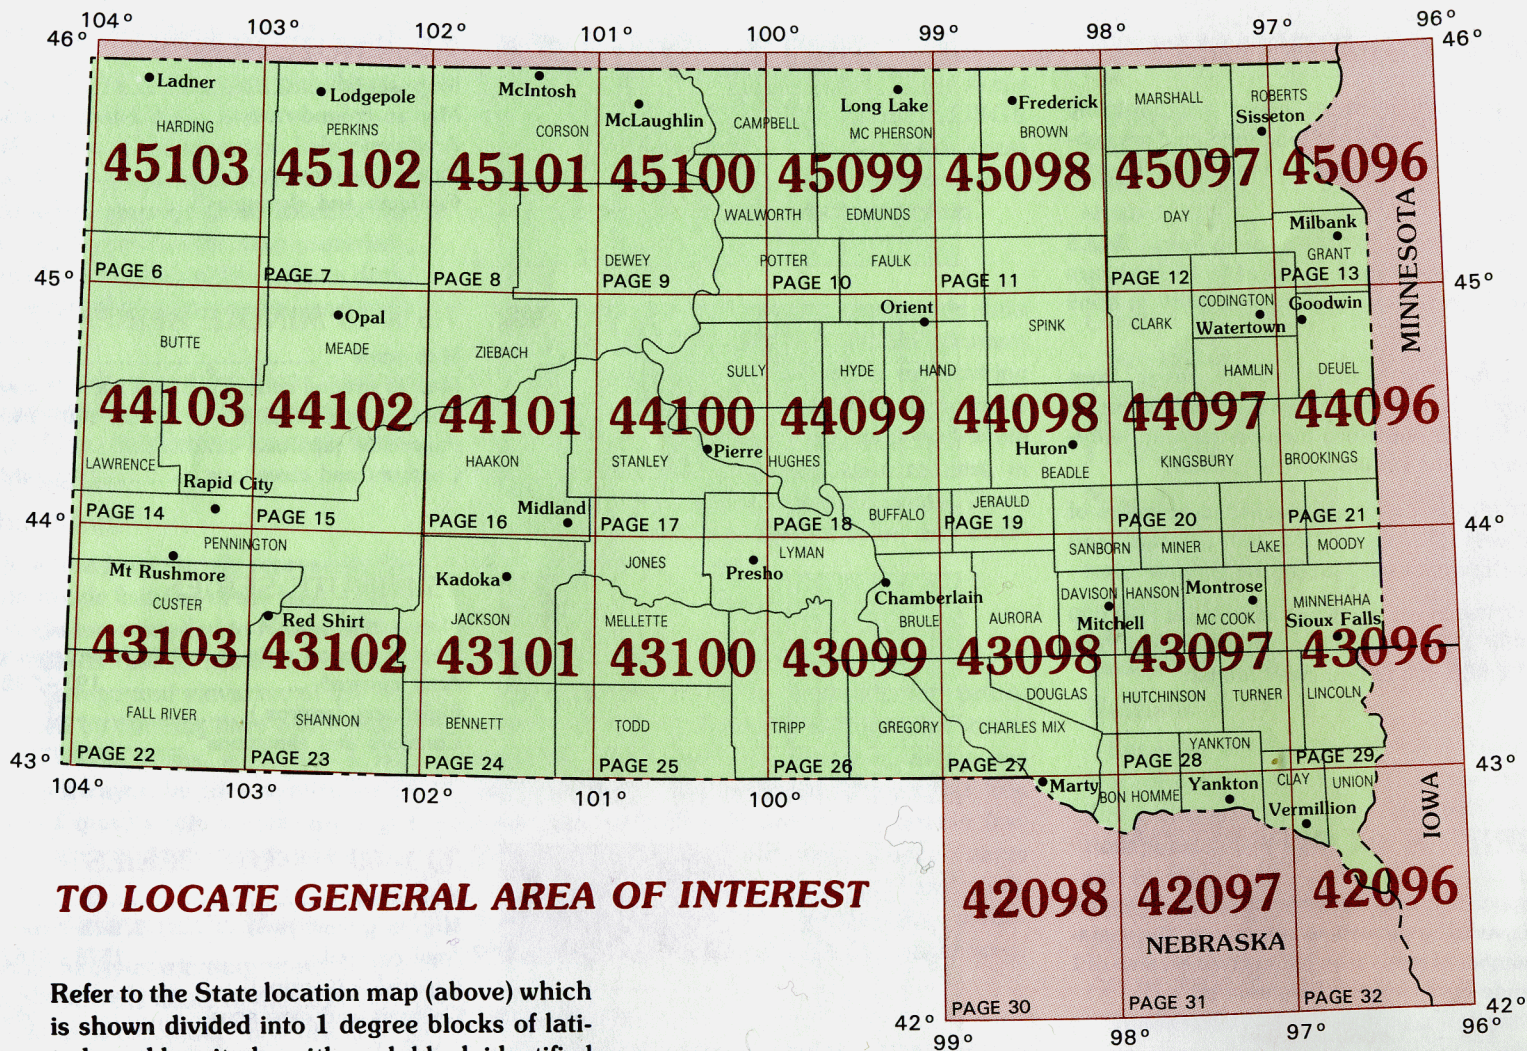 104° 103° 102° 101° 100° 99° 98° 97° 96°
46° 46°
Ladner Lodgepole McIntosh McLaughlin Long Lake Frederick Sisseton
HARDING PERKINS CORSON CAMPBELL MC PHERSON BROWN MARSHALL ROBERTS
45103 45102 45101 45100 45099 45098 45097 45096
WALWORTH EDMUNDS DAY Milbank
DEWEY POTTER FAULK GRANT
PAGE 6 PAGE 7 PAGE 8 PAGE 9 PAGE 10 PAGE 11 PAGE 12 PAGE 13
45° 45°
MINNESOTA
Opal Orient Watertown Goodwin
BUTTE MEADE ZIEBACH SULLY HYDE HAND SPINK CLARK CODINGTON HAMLIN DEUEL
44103 44102 44101 44100 44099 44098 44097 44096
Pierre Huron
LAWRENCE HAAKON STANLEY HUGHES BEADLE KINGSBURY BROOKINGS
Rapid City Midland
BUFFALO JERAULD
PAGE 14 PAGE 15 PAGE 16 PAGE 17 PAGE 18 PAGE 19 PAGE 20 PAGE 21
44° 44°
PENNINGTON JONES LYMAN SANBORN MINER LAKE MOODY
Mt Rushmore Kadoka Presho Chamberlain Mitchell Montrose Sioux Falls
CUSTER JACKSON MELLETTE BRULE AURORA DAVISON HANSON MC COOK MINNEHAHA
Red Shirt
43103 43102 43101 43100 43099 43098 43097 43096
FALL RIVER SHANNON BENNETT TODD TRIPP GREGORY CHARLES MIX DOUGLAS HUTCHINSON TURNER LINCOLN
YANKTON
PAGE 22 PAGE 23 PAGE 24 PAGE 25 PAGE 26 PAGE 27 PAGE 28 PAGE 29
43° 43°
104° 103° 102° 101° 100°
Marty BON HOMME Yankton CLAY UNION
Vermillion
IOWA
42098 42097 42096
NEBRASKA
PAGE 30 PAGE 31 PAGE 32
42° 42°
99° 98° 97° 96°
TO LOCATE GENERAL AREA OF INTEREST
Refer to the State location map (above) which
is shown divided into 1 degree blocks of lati-